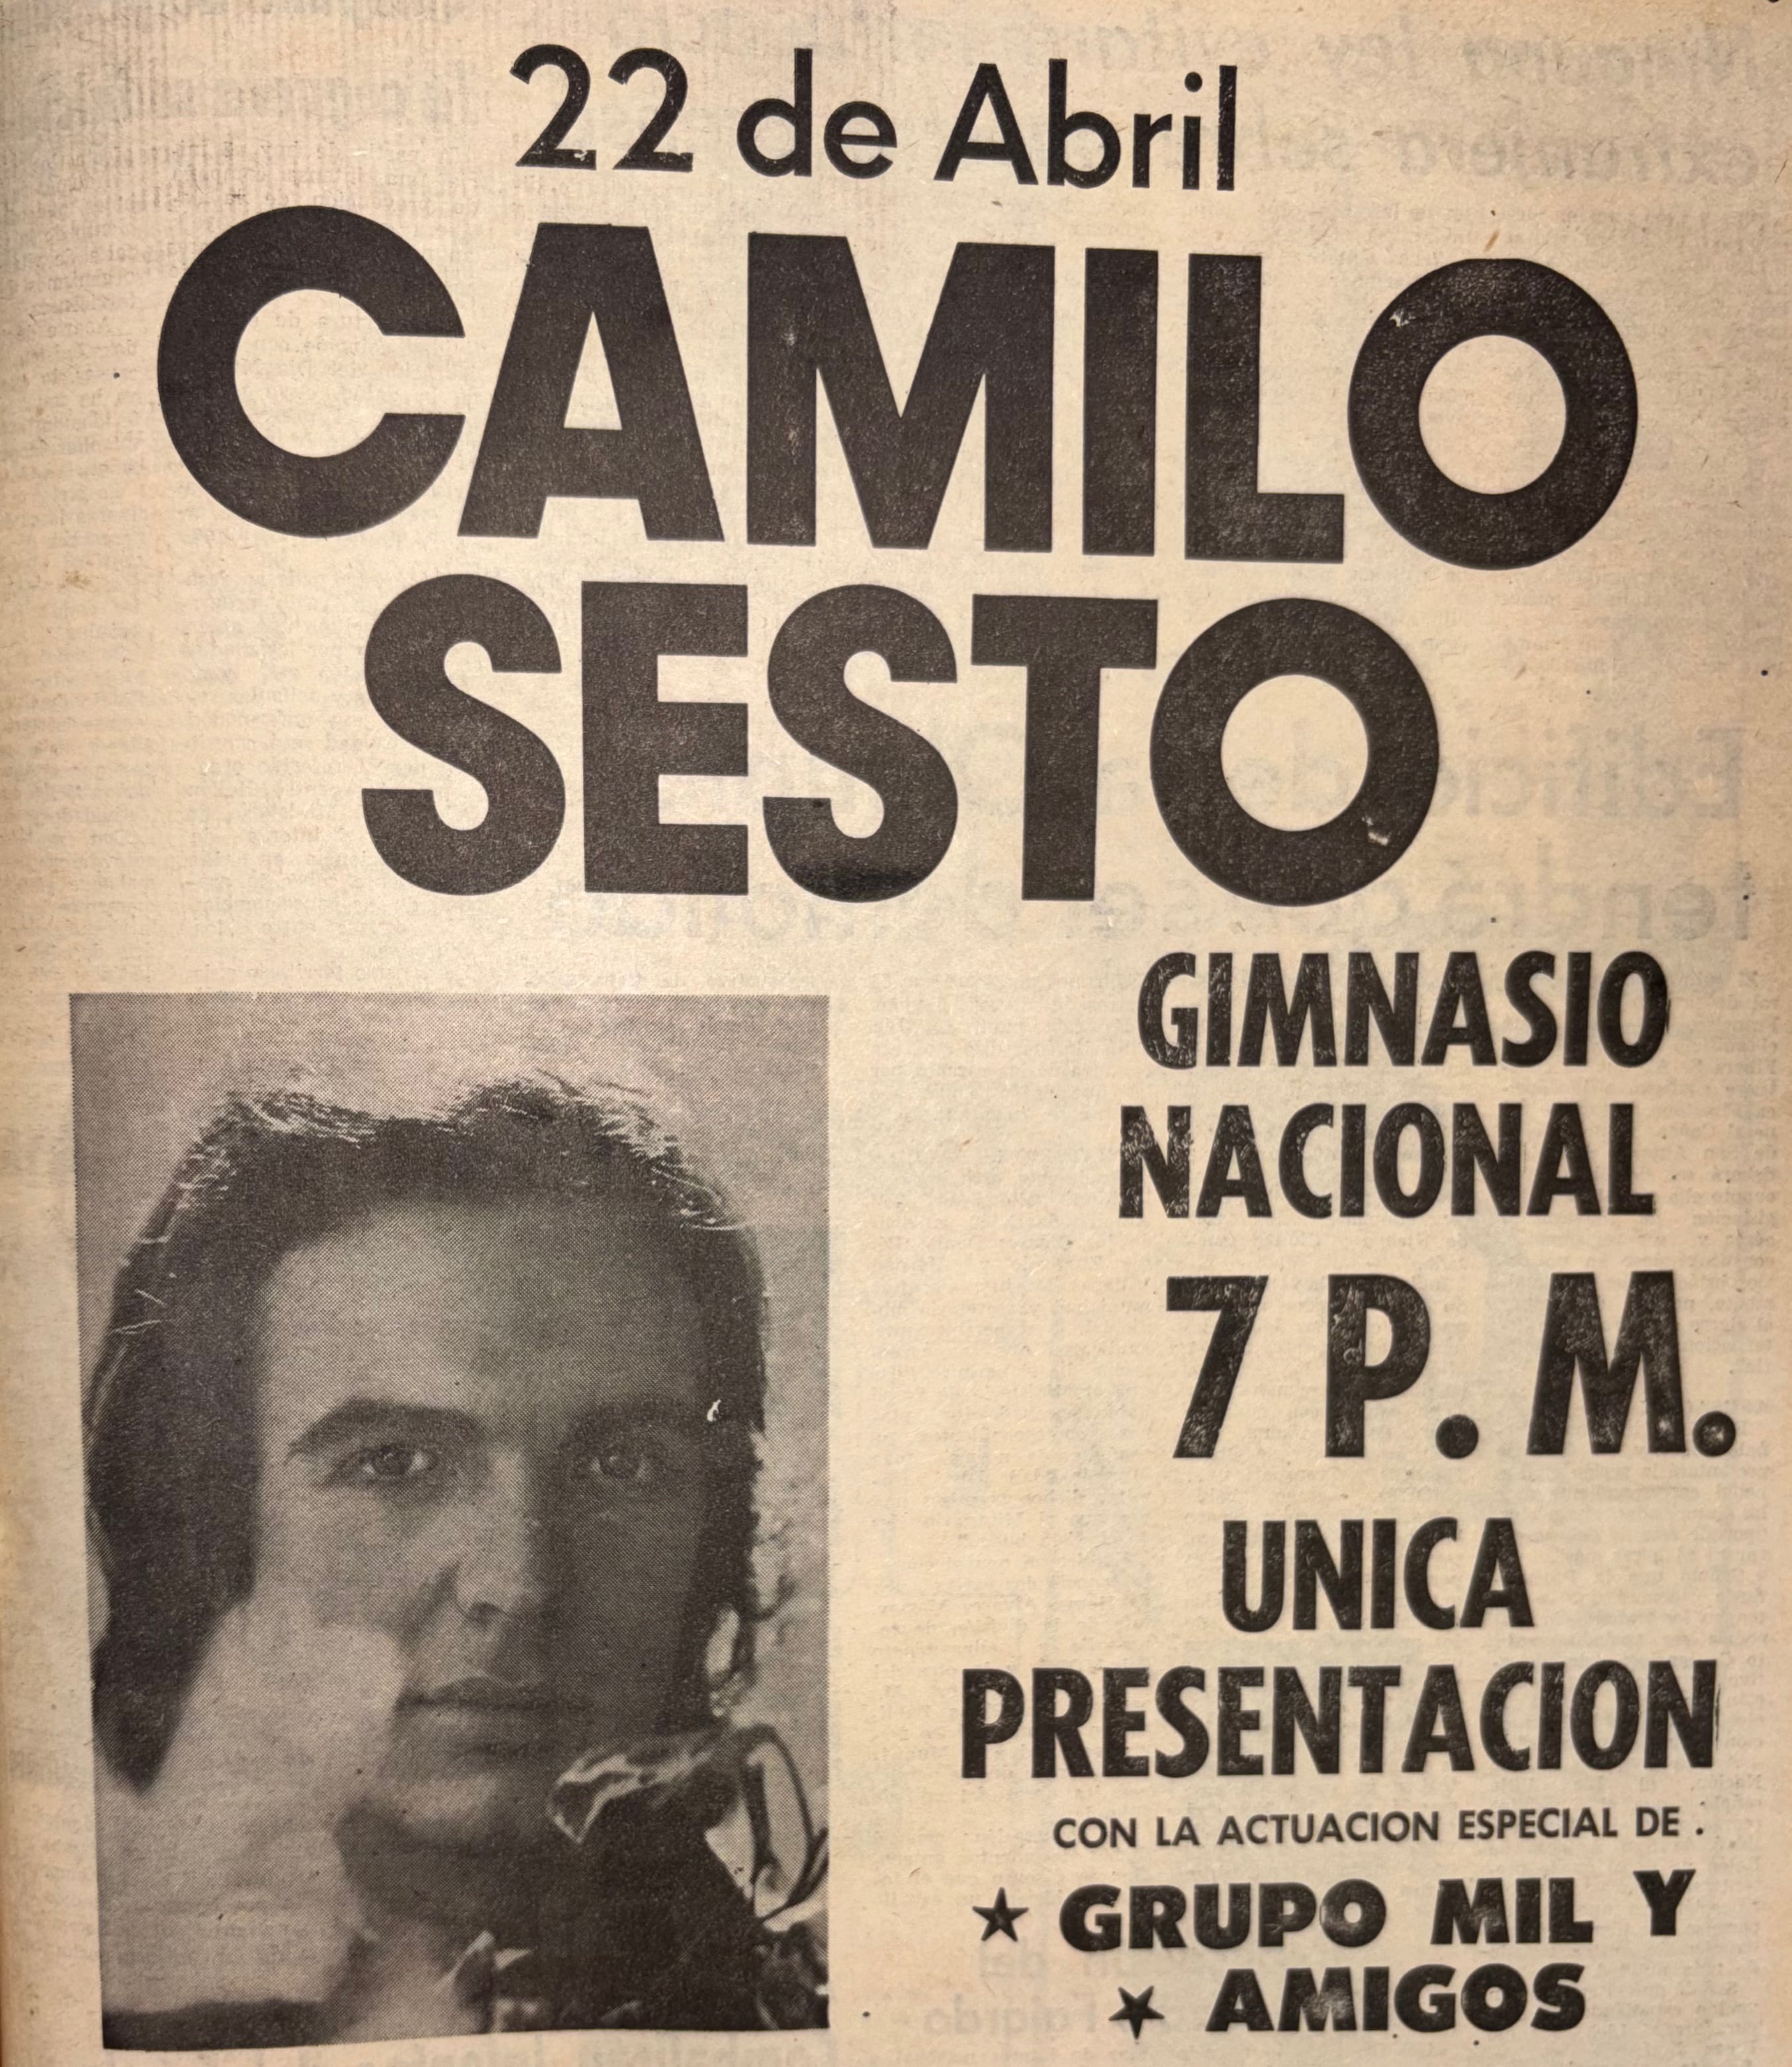 22 de Abril
CAMILO
SESTO
GIMNASIO
NACIONAL
7 P. M.
UNICA
PRESENTACION
CON LA ACTUACION ESPECIAL DE .
★ GRUPO MIL Y
★ AMIGOS